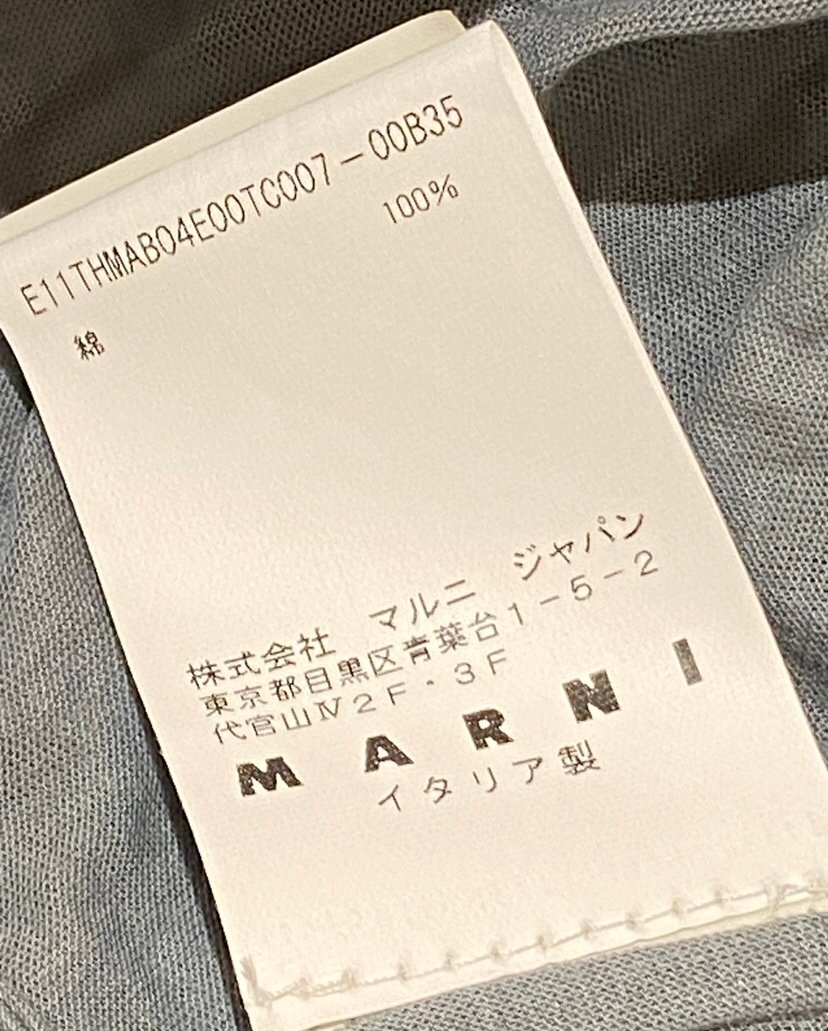 E11THMAB04E00TC007-00B35
綿 100%
株式会社 マルニ ジャパン
東京都目黒区青葉台1-5-2
代官山Ⅳ2F・3F
MARNI
イタリア製